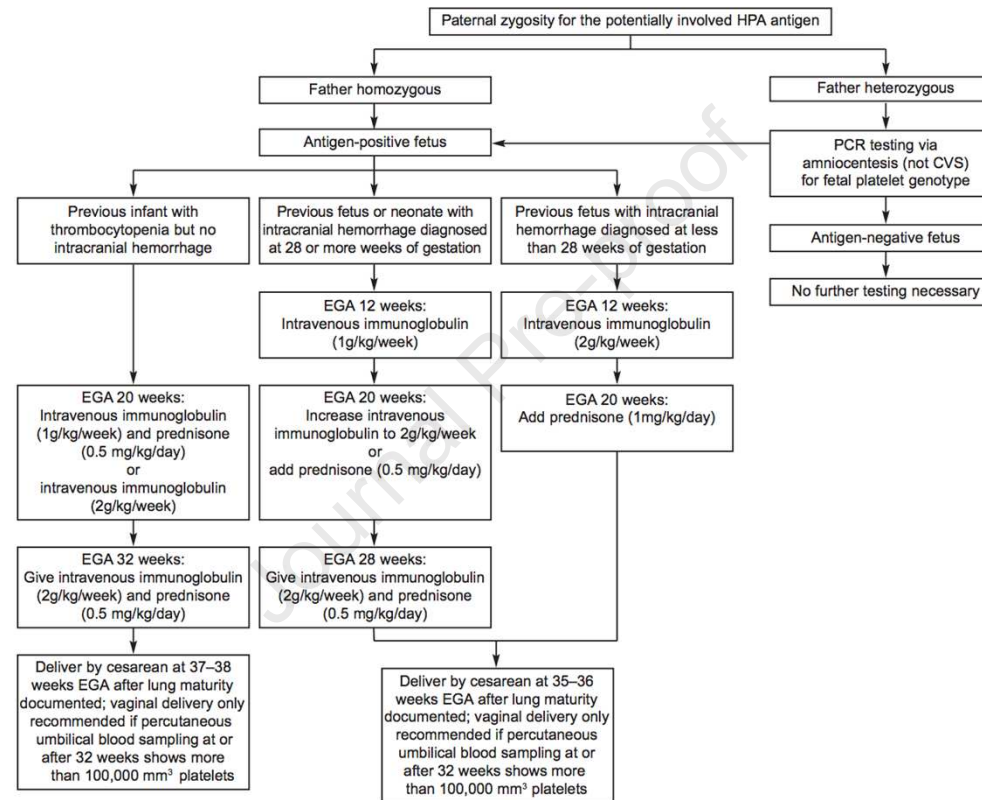 Paternal zygosity for the potentially involved HPA antigen
Father homozygous
Father heterozygous
Antigen-positive fetus
PCR testing via
amniocentesis (not CVS)
for fetal platelet genotype
Previous infant with
thrombocytopenia but no
intracranial hemorrhage
Previous fetus or neonate with
intracranial hemorrhage diagnosed
at 28 or more weeks of gestation
Previous fetus with intracranial
hemorrhage diagnosed at less
than 28 weeks of gestation
Antigen-negative fetus
No further testing necessary
EGA 12 weeks:
Intravenous immunoglobulin
(1g/kg/week)
EGA 12 weeks:
Intravenous immunoglobulin
(2g/kg/week)
EGA 20 weeks:
Intravenous immunoglobulin
(1g/kg/week) and prednisone
(0.5 mg/kg/day)
or
intravenous immunoglobulin
(2g/kg/week)
EGA 20 weeks:
Increase intravenous
immunoglobulin to 2g/kg/week
or
add prednisone (0.5 mg/kg/day)
EGA 20 weeks:
Add prednisone (1mg/kg/day)
EGA 32 weeks:
Give intravenous immunoglobulin
(2g/kg/week) and prednisone
(0.5 mg/kg/day)
EGA 28 weeks:
Give intravenous immunoglobulin
(2g/kg/week) and prednisone
(0.5 mg/kg/day)
Deliver by cesarean at 37–38
weeks EGA after lung maturity
documented; vaginal delivery only
recommended if percutaneous
umbilical blood sampling at or
after 32 weeks shows more
than 100,000 mm³ platelets
Deliver by cesarean at 35–36
weeks EGA after lung maturity
documented; vaginal delivery only
recommended if percutaneous
umbilical blood sampling at or
after 32 weeks shows more
than 100,000 mm³ platelets
Journal Pre-proof